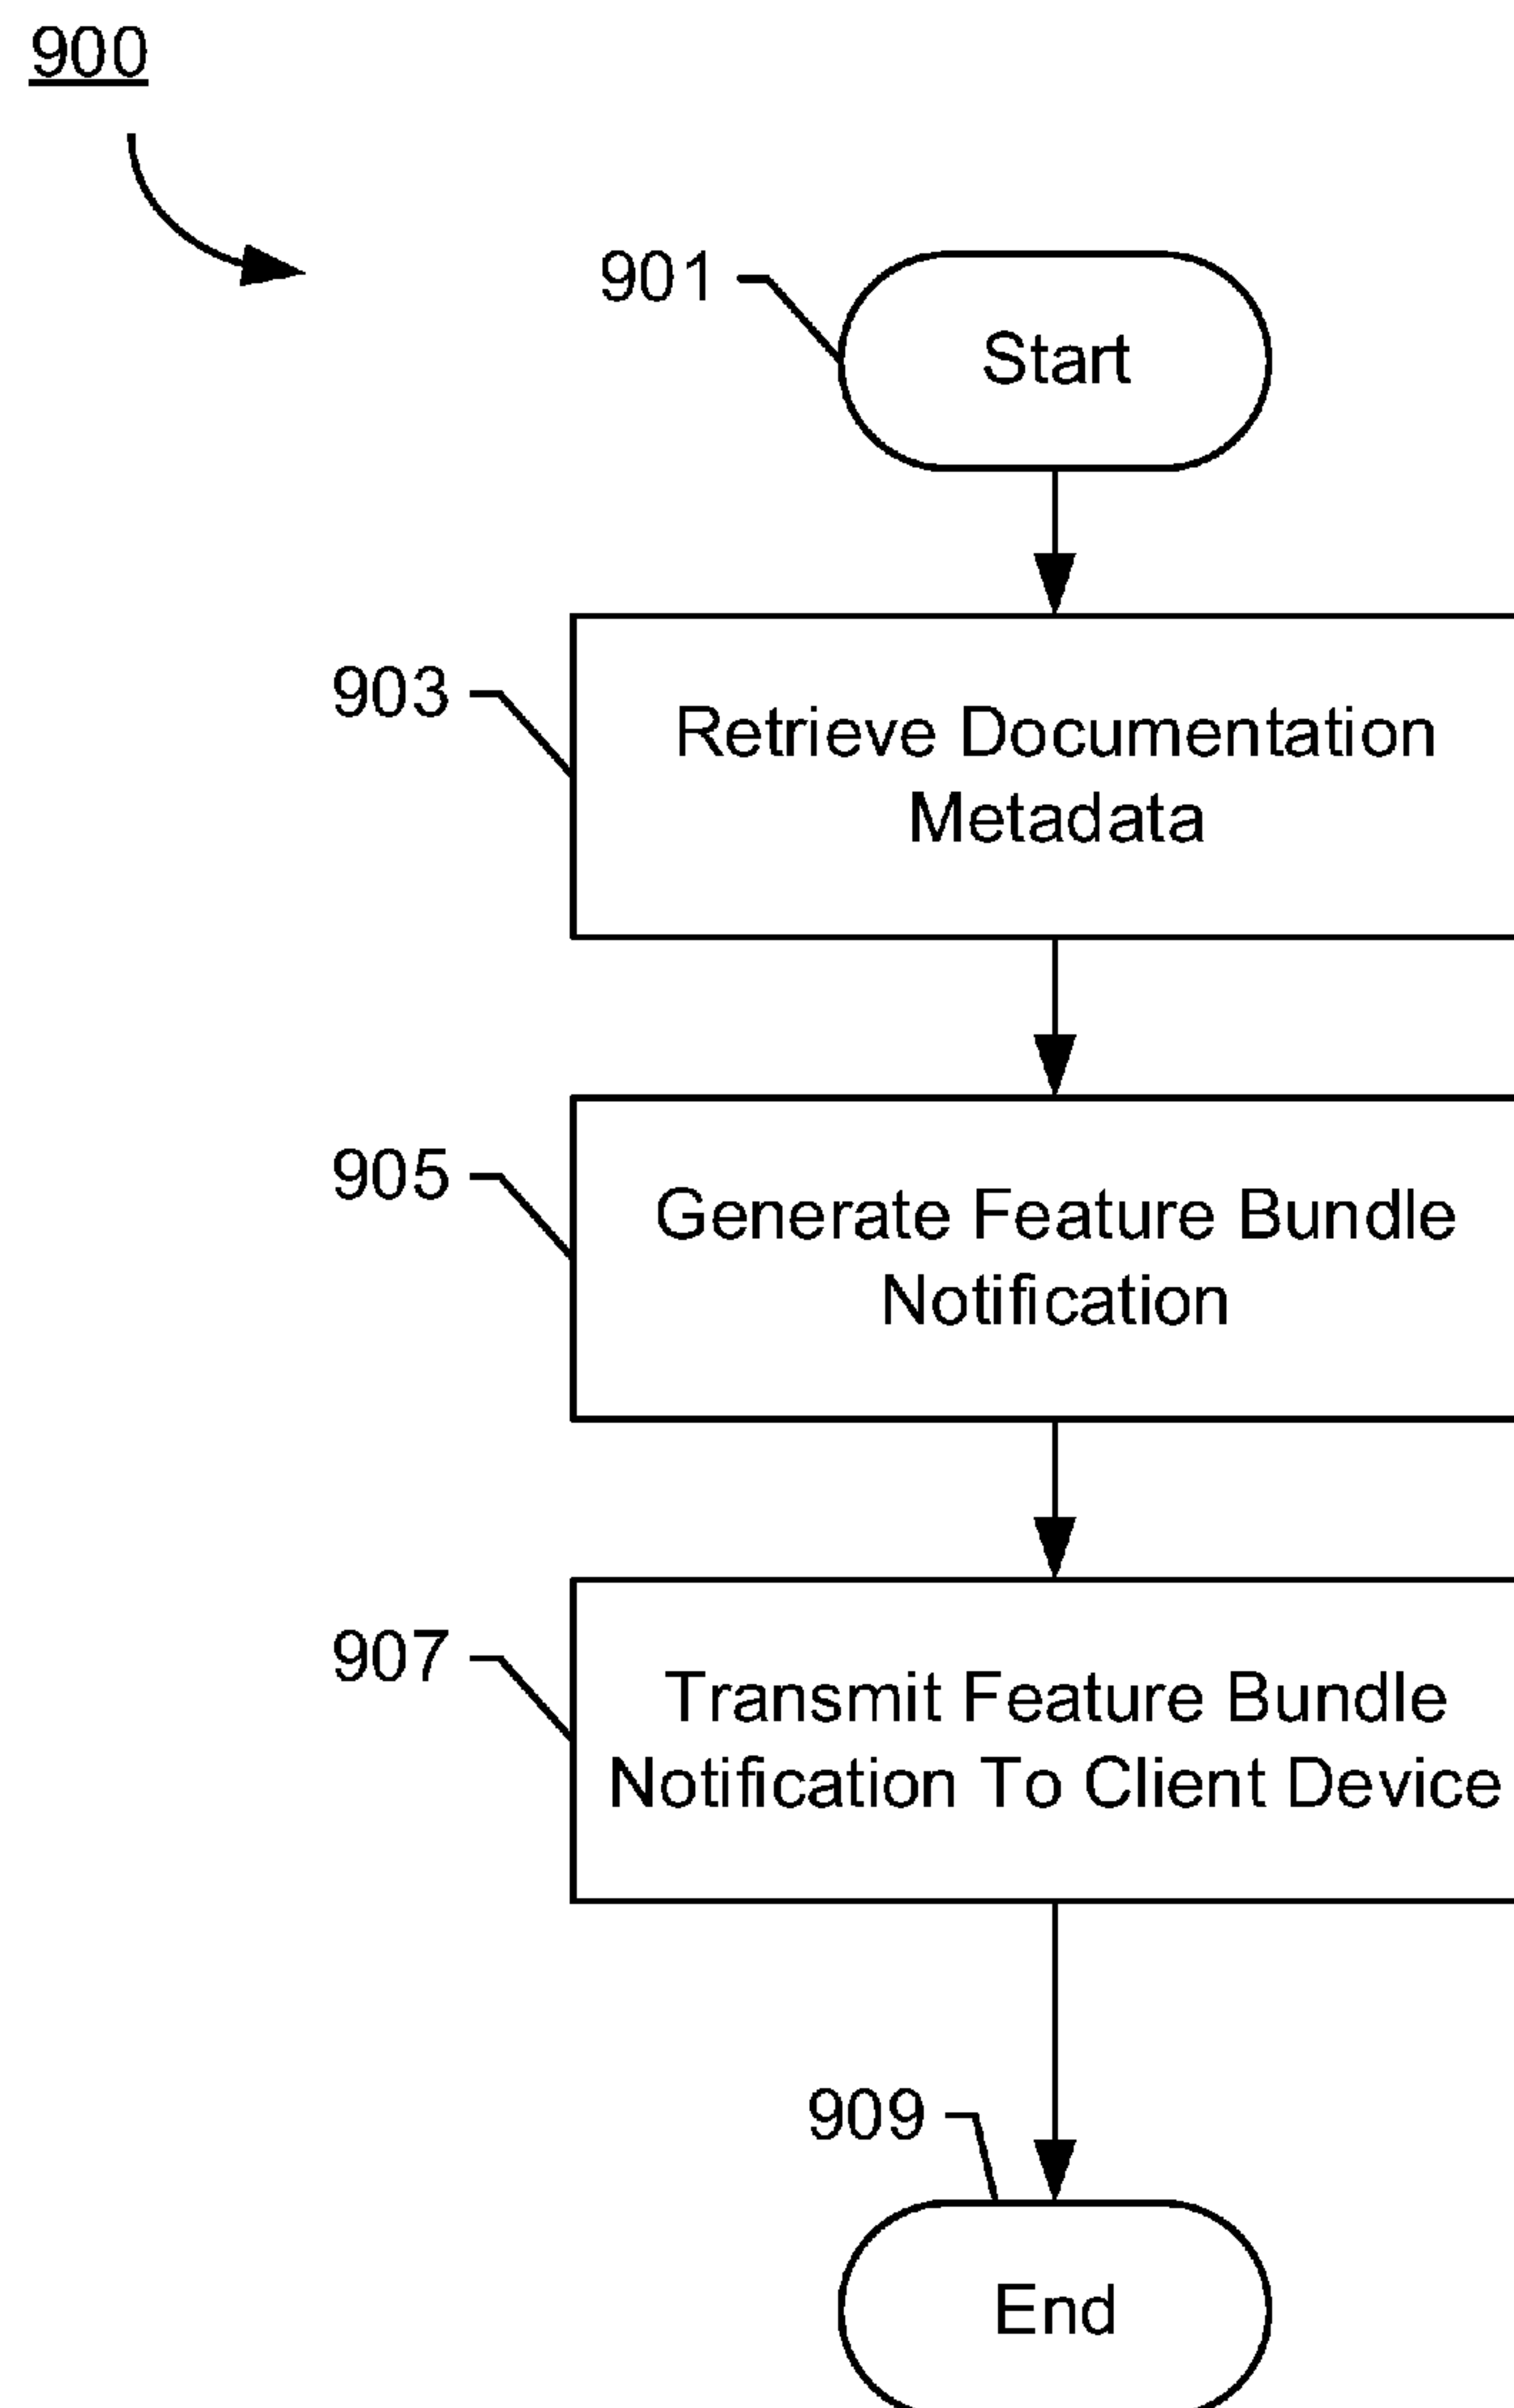 900
901
Start
903
Retrieve Documentation
Metadata
905
Generate Feature Bundle
Notification
907
Transmit Feature Bundle
Notification To Client Device
909
End